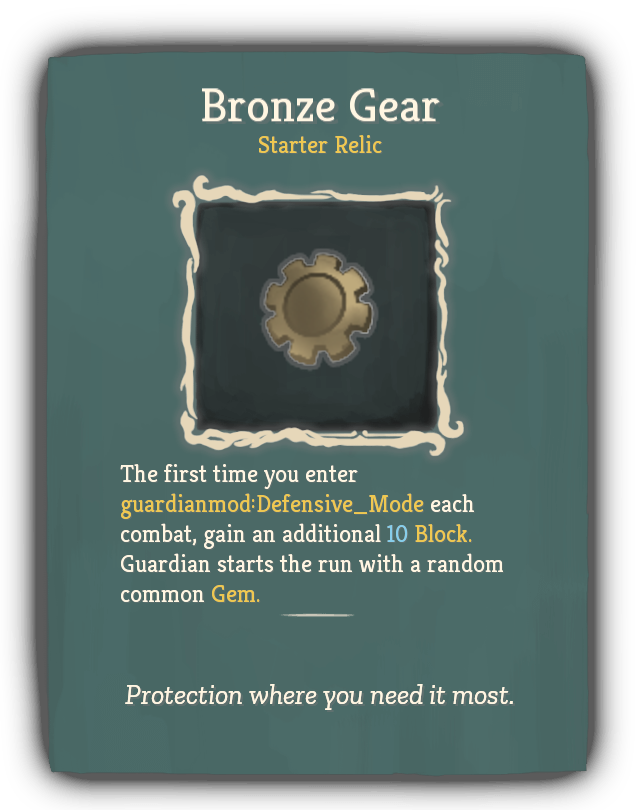 Bronze Gear
Starter Relic
The first time you enter
guardianmod:Defensive_Mode each
combat, gain an additional 10 Block.
Guardian starts the run with a random
common Gem.
Protection where you need it most.